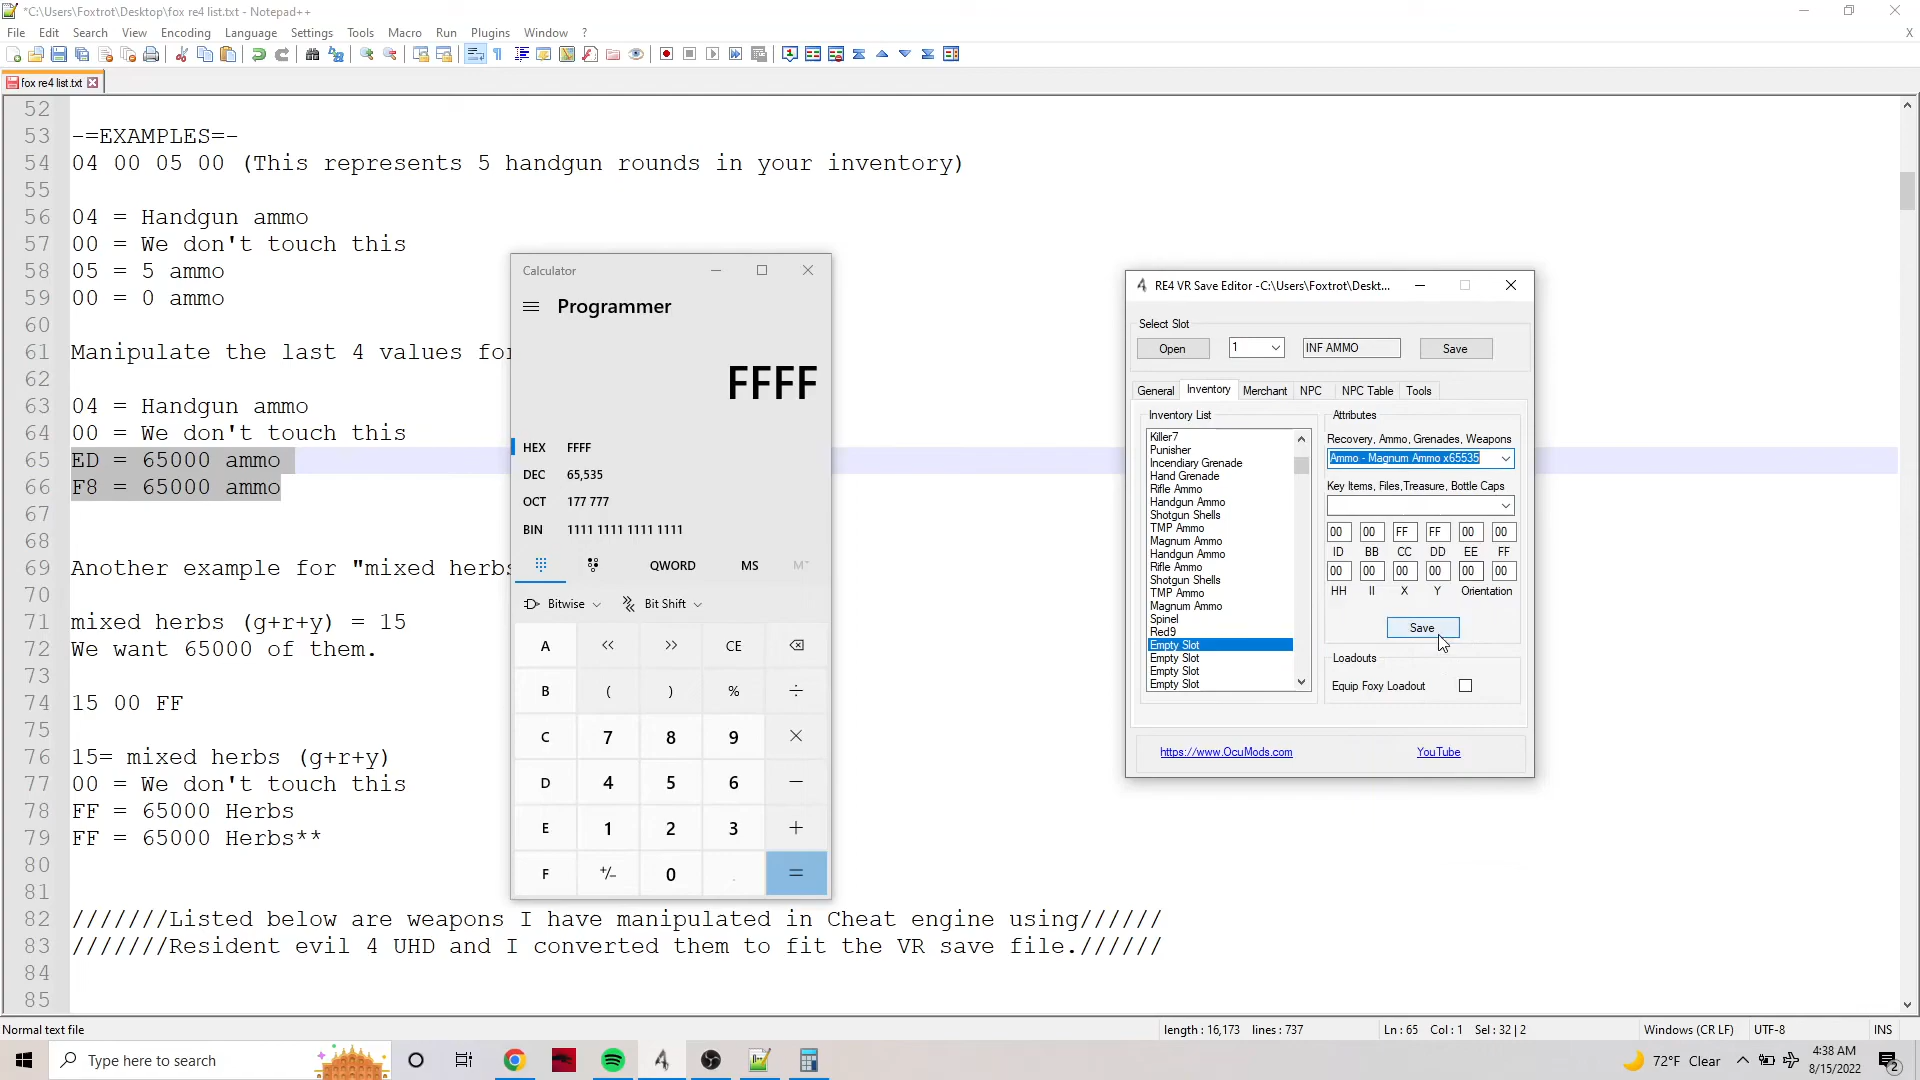 *C:\Users\Foxtrot\Desktop\fox re4 list.txt - Notepad++
File Edit Search View Encoding Language Settings Tools Macro Run Plugins Window ? X
fox re4 list.txt
52
53 -=EXAMPLES=-
54 04 00 05 00 (This represents 5 handgun rounds in your inventory)
55
56 04 = Handgun ammo
57 00 = We don't touch this
58 05 = 5 ammo
59 00 = 0 ammo
60
61 Manipulate the last 4 values for
62
63 04 = Handgun ammo
64 00 = We don't touch this
65 ED = 65000 ammo
66 F8 = 65000 ammo
67
68
69 Another example for "mixed herbs
70
71 mixed herbs (g+r+y) = 15
72 We want 65000 of them.
73
74 15 00 FF
75
76 15= mixed herbs (g+r+y)
77 00 = We don't touch this
78 FF = 65000 Herbs
79 FF = 65000 Herbs**
80
81
82 ///////Listed below are weapons I have manipulated in Cheat engine using//////
83 ///////Resident evil 4 UHD and I converted them to fit the VR save file.//////
84
85
Calculator
Programmer
FFFF
HEX FFFF
DEC 65,535
OCT 177 777
BIN 1111 1111 1111 1111
QWORD MS M˅
Bitwise Bit Shift
A << >> CE
B ( ) % ÷
C 7 8 9 ×
D 4 5 6 −
E 1 2 3 +
F +/− 0 . =
RE4 VR Save Editor -C:\Users\Foxtrot\Deskt...
Select Slot
Open 1 INF AMMO Save
General Inventory Merchant NPC NPC Table Tools
Inventory List
Killer7
Punisher
Incendiary Grenade
Hand Grenade
Rifle Ammo
Handgun Ammo
Shotgun Shells
TMP Ammo
Magnum Ammo
Handgun Ammo
Rifle Ammo
Shotgun Shells
TMP Ammo
Magnum Ammo
Spinel
Red9
Empty Slot
Empty Slot
Empty Slot
Empty Slot
Attributes
Recovery, Ammo, Grenades, Weapons
Ammo - Magnum Ammo x65535
Key Items, Files,Treasure, Bottle Caps
00 00 FF FF 00 00
ID BB CC DD EE FF
00 00 00 00 00 00
HH II X Y Orientation
Save
Loadouts
Equip Foxy Loadout
https://www.OcuMods.com YouTube
Normal text file length : 16,173 lines : 737 Ln : 65 Col : 1 Sel : 32 | 2 Windows (CR LF) UTF-8 INS
Type here to search
72°F Clear
4:38 AM
8/15/2022
2